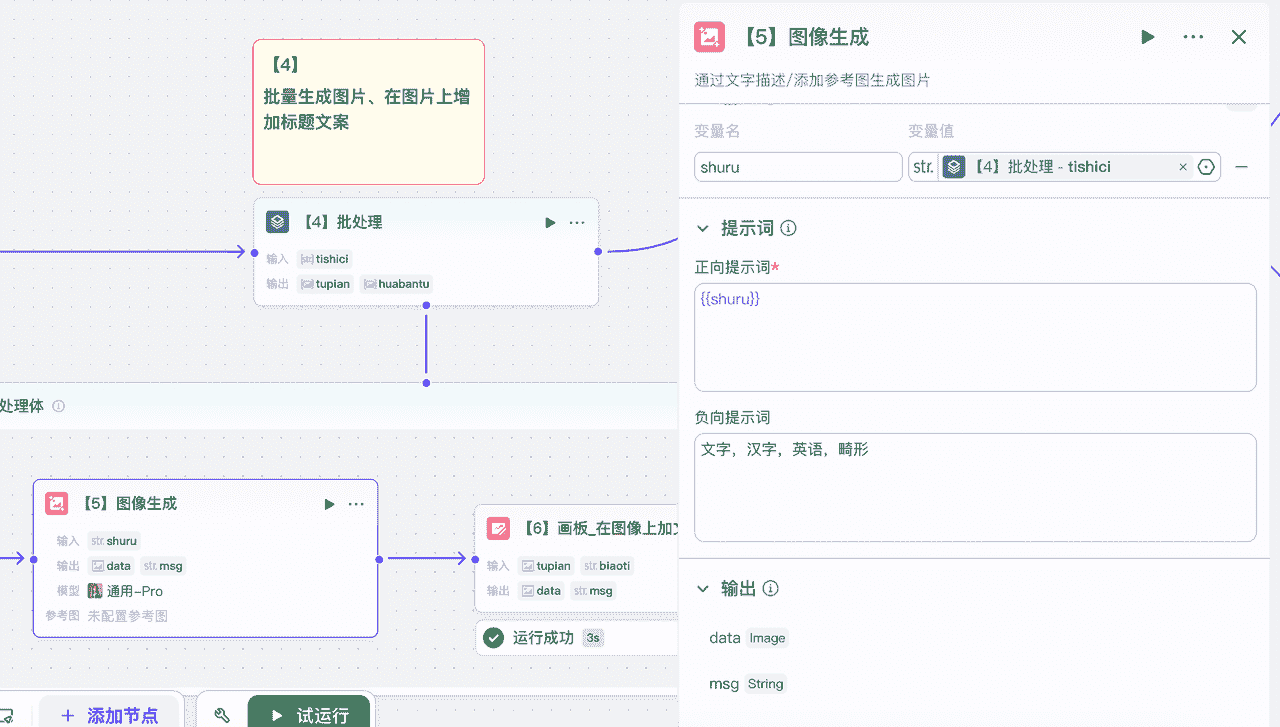 【4】
批量生成图片、在图片上增
加标题文案
【4】批处理
输入 tishici
输出 tupian huabantu
处理体
【5】图像生成
输入 str. shuru
输出 data str. msg
模型 通用-Pro
参考图 未配置参考图
【6】画板_在图像上加
输入 tupian str. biaoti
输出 data str. msg
运行成功 3s
添加节点
试运行
【5】图像生成
通过文字描述/添加参考图生成图片
变量名 变量值
shuru str. 【4】批处理 - tishici
提示词
正向提示词*
{{shuru}}
负向提示词
文字，汉字，英语，畸形
输出
data Image
msg String